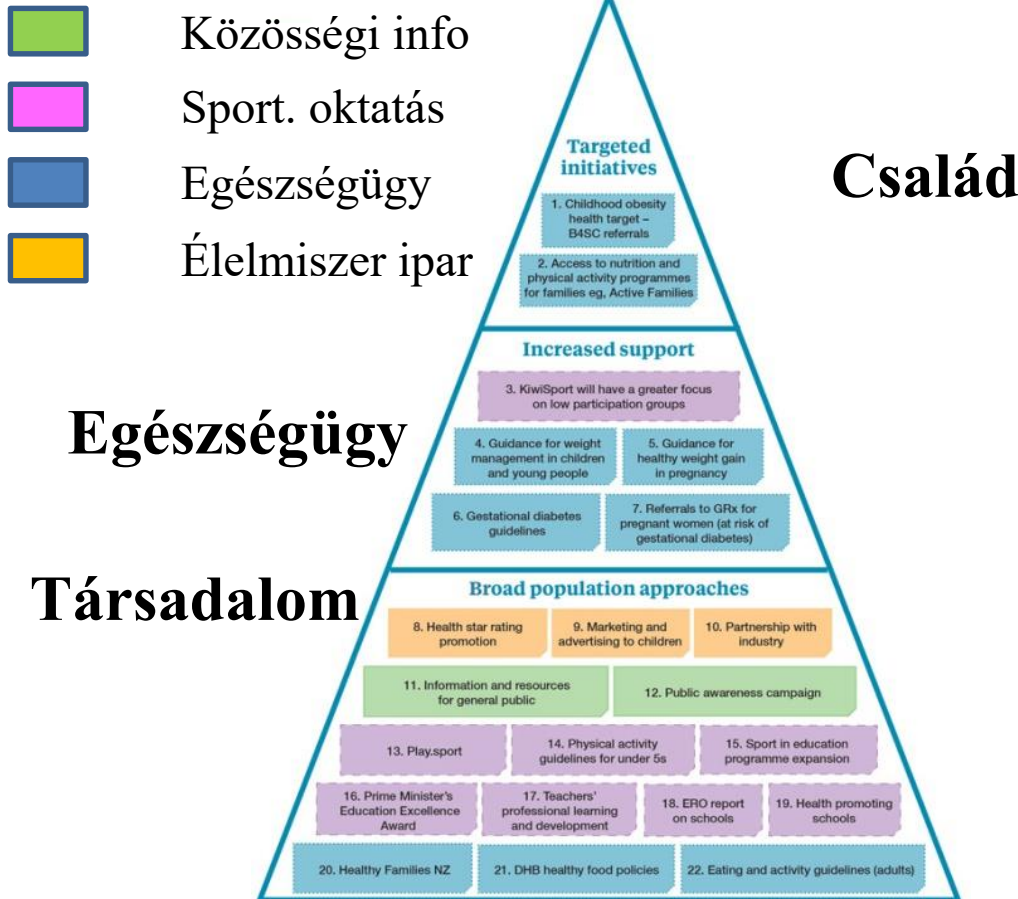 Közösségi info
Sport. oktatás
Egészségügy
Élelmiszer ipar
Család
Egészségügy
Társadalom
Targeted
initiatives
1. Childhood obesity
health target –
B4SC referrals
2. Access to nutrition and
physical activity programmes
for families eg, Active Families
Increased support
3. KiwiSport will have a greater focus
on low participation groups
4. Guidance for weight
management in children
and young people
5. Guidance for
healthy weight gain
in pregnancy
6. Gestational diabetes
guidelines
7. Referrals to GRx for
pregnant women (at risk of
gestational diabetes)
Broad population approaches
8. Health star rating
promotion
9. Marketing and
advertising to children
10. Partnership with
industry
11. Information and resources
for general public
12. Public awareness campaign
13. Play.sport
14. Physical activity
guidelines for under 5s
15. Sport in education
programme expansion
16. Prime Minister's
Education Excellence
Award
17. Teachers'
professional learning
and development
18. ERO report
on schools
19. Health promoting
schools
20. Healthy Families NZ
21. DHB healthy food policies
22. Eating and activity guidelines (adults)